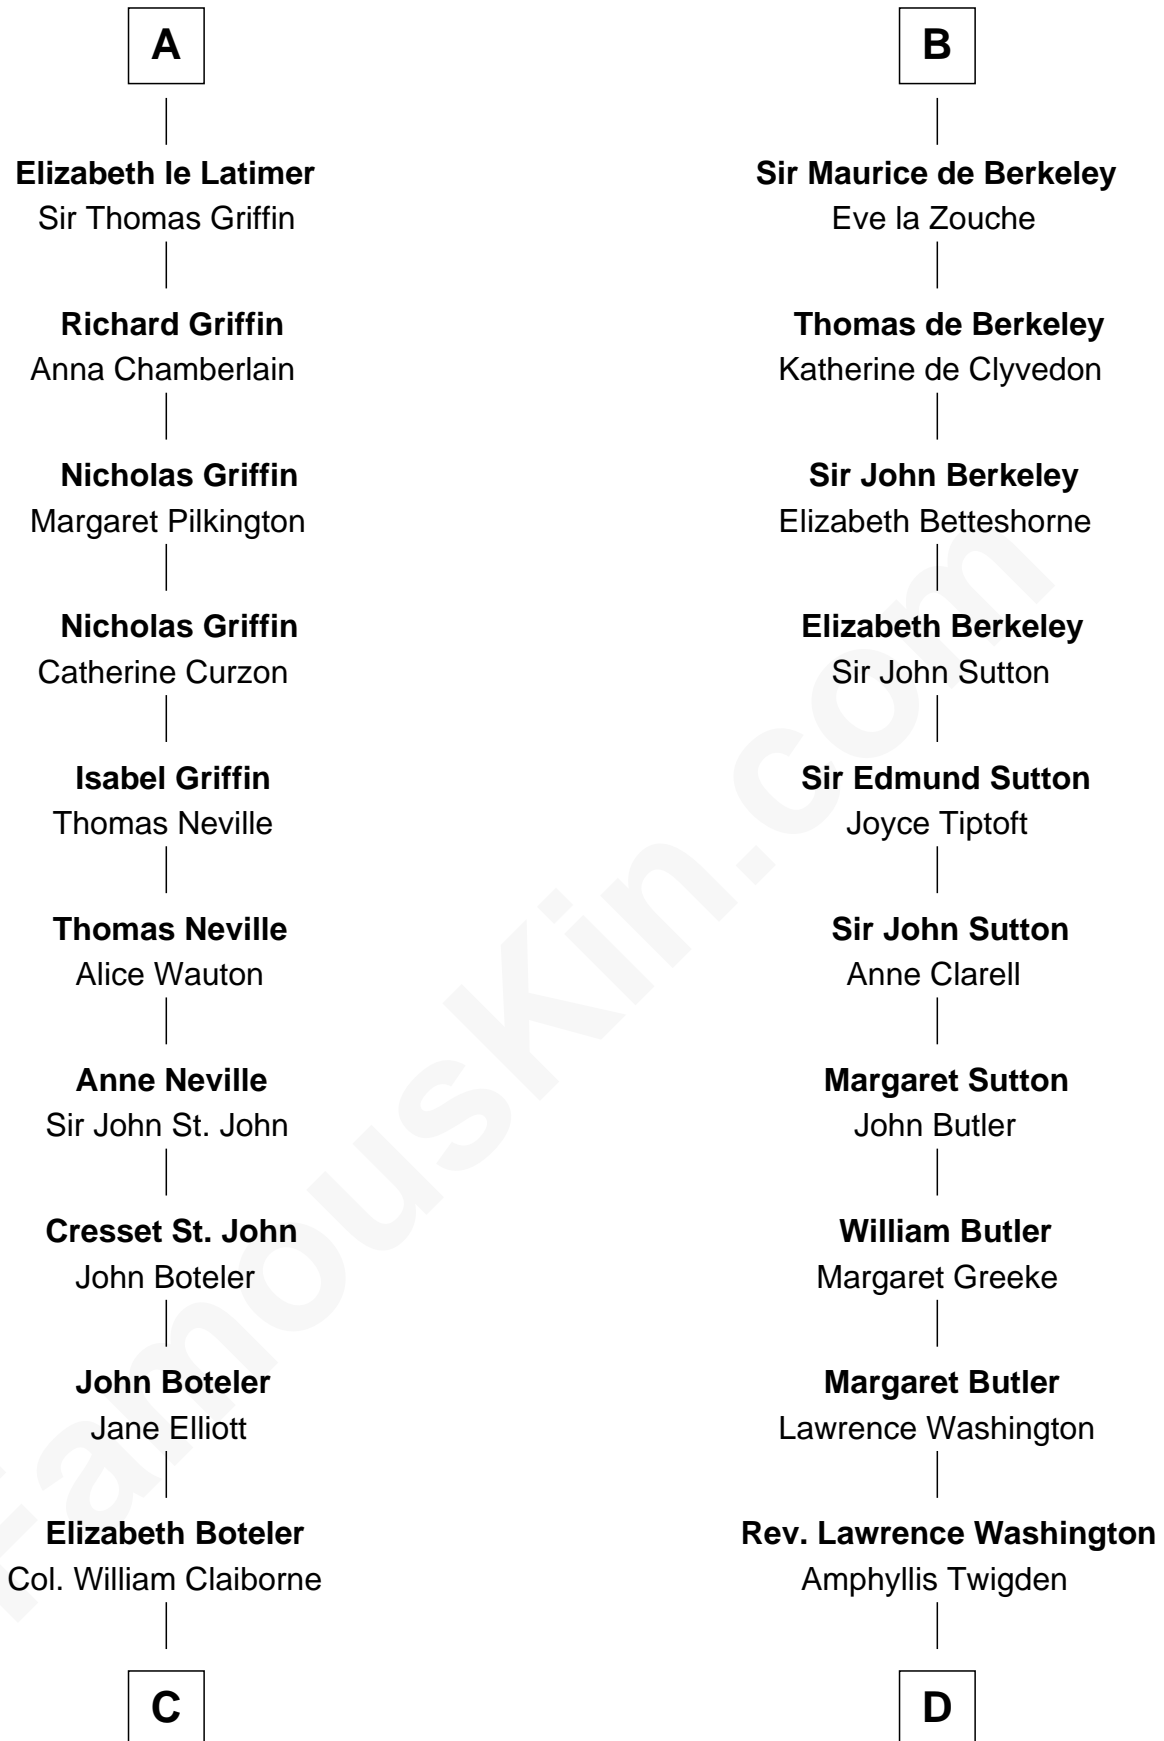 A
Elizabeth le Latimer
Sir Thomas Griffin
Richard Griffin
Anna Chamberlain
Nicholas Griffin
Margaret Pilkington
Nicholas Griffin
Catherine Curzon
Isabel Griffin
Thomas Neville
Thomas Neville
Alice Wauton
Anne Neville
Sir John St. John
Cresset St. John
John Boteler
John Boteler
Jane Elliott
Elizabeth Boteler
Col. William Claiborne
C
B
Sir Maurice de Berkeley
Eve la Zouche
Thomas de Berkeley
Katherine de Clyvedon
Sir John Berkeley
Elizabeth Betteshorne
Elizabeth Berkeley
Sir John Sutton
Sir Edmund Sutton
Joyce Tiptoft
Sir John Sutton
Anne Clarell
Margaret Sutton
John Butler
William Butler
Margaret Greeke
Margaret Butler
Lawrence Washington
Rev. Lawrence Washington
Amphyllis Twigden
D
FamousKin.com